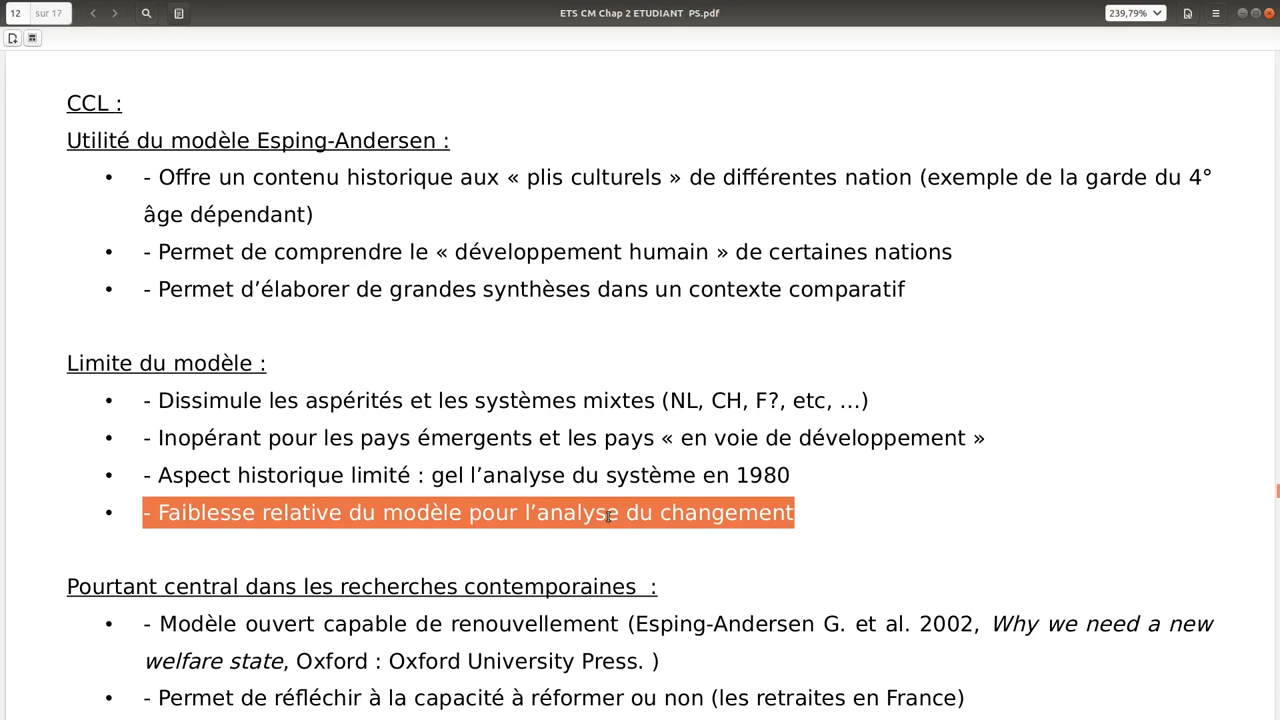 12 sur 17
ETS CM Chap 2 ETUDIANT PS.pdf
239,79%
CCL :
Utilité du modèle Esping-Andersen :
• - Offre un contenu historique aux « plis culturels » de différentes nation (exemple de la garde du 4°
âge dépendant)
• - Permet de comprendre le « développement humain » de certaines nations
• - Permet d’élaborer de grandes synthèses dans un contexte comparatif
Limite du modèle :
• - Dissimule les aspérités et les systèmes mixtes (NL, CH, F?, etc, …)
• - Inopérant pour les pays émergents et les pays « en voie de développement »
• - Aspect historique limité : gel l’analyse du système en 1980
• - Faiblesse relative du modèle pour l’analyse du changement
Pourtant central dans les recherches contemporaines  :
• - Modèle ouvert capable de renouvellement (Esping-Andersen G. et al. 2002, Why we need a new
welfare state, Oxford : Oxford University Press. )
• - Permet de réfléchir à la capacité à réformer ou non (les retraites en France)